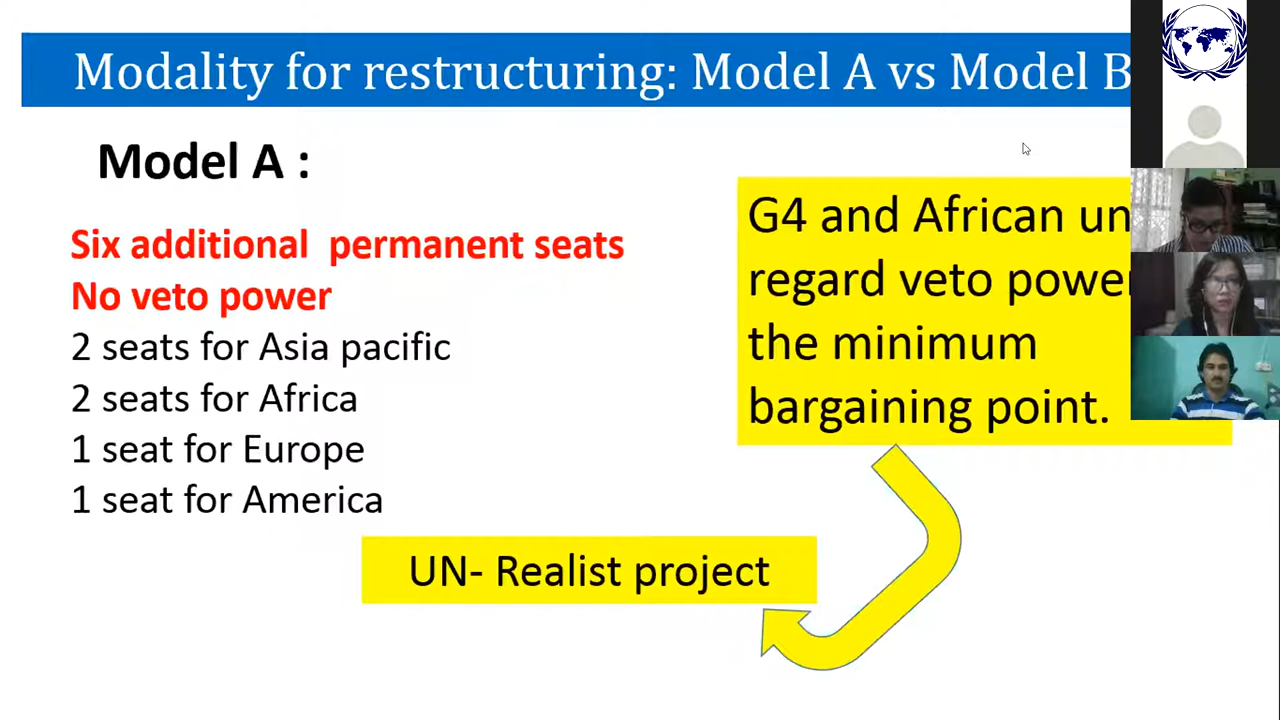 Modality for restructuring: Model A vs Model B
Model A :
Six additional permanent seats
No veto power
2 seats for Asia pacific
2 seats for Africa
1 seat for Europe
1 seat for America
G4 and African un
regard veto power
the minimum
bargaining point.
UN- Realist project